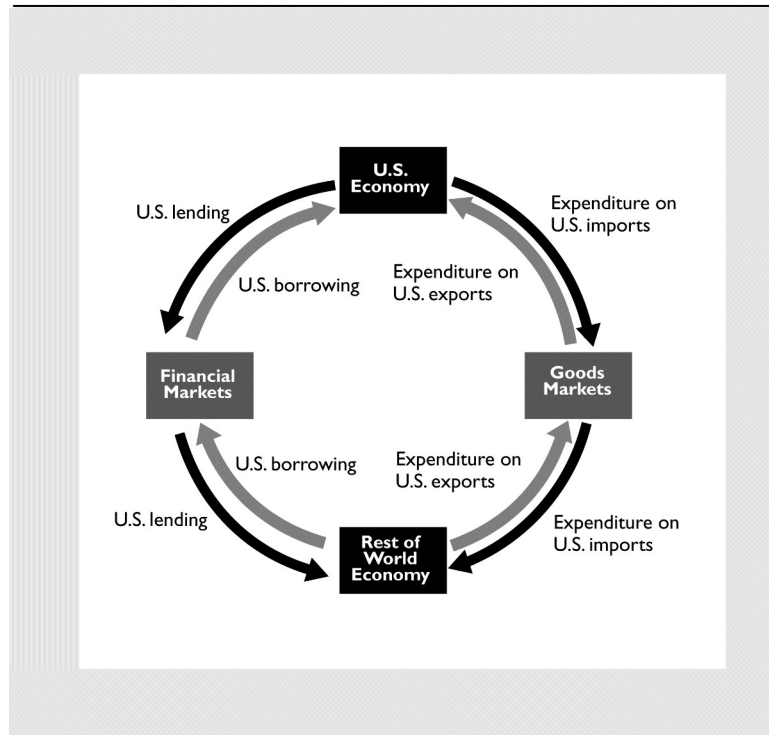 U.S.
Economy
U.S. lending
Expenditure on
U.S. imports
U.S. borrowing
Expenditure on
U.S. exports
Financial
Markets
Goods
Markets
U.S. borrowing
Expenditure on
U.S. exports
U.S. lending
Expenditure on
U.S. imports
Rest of
World
Economy